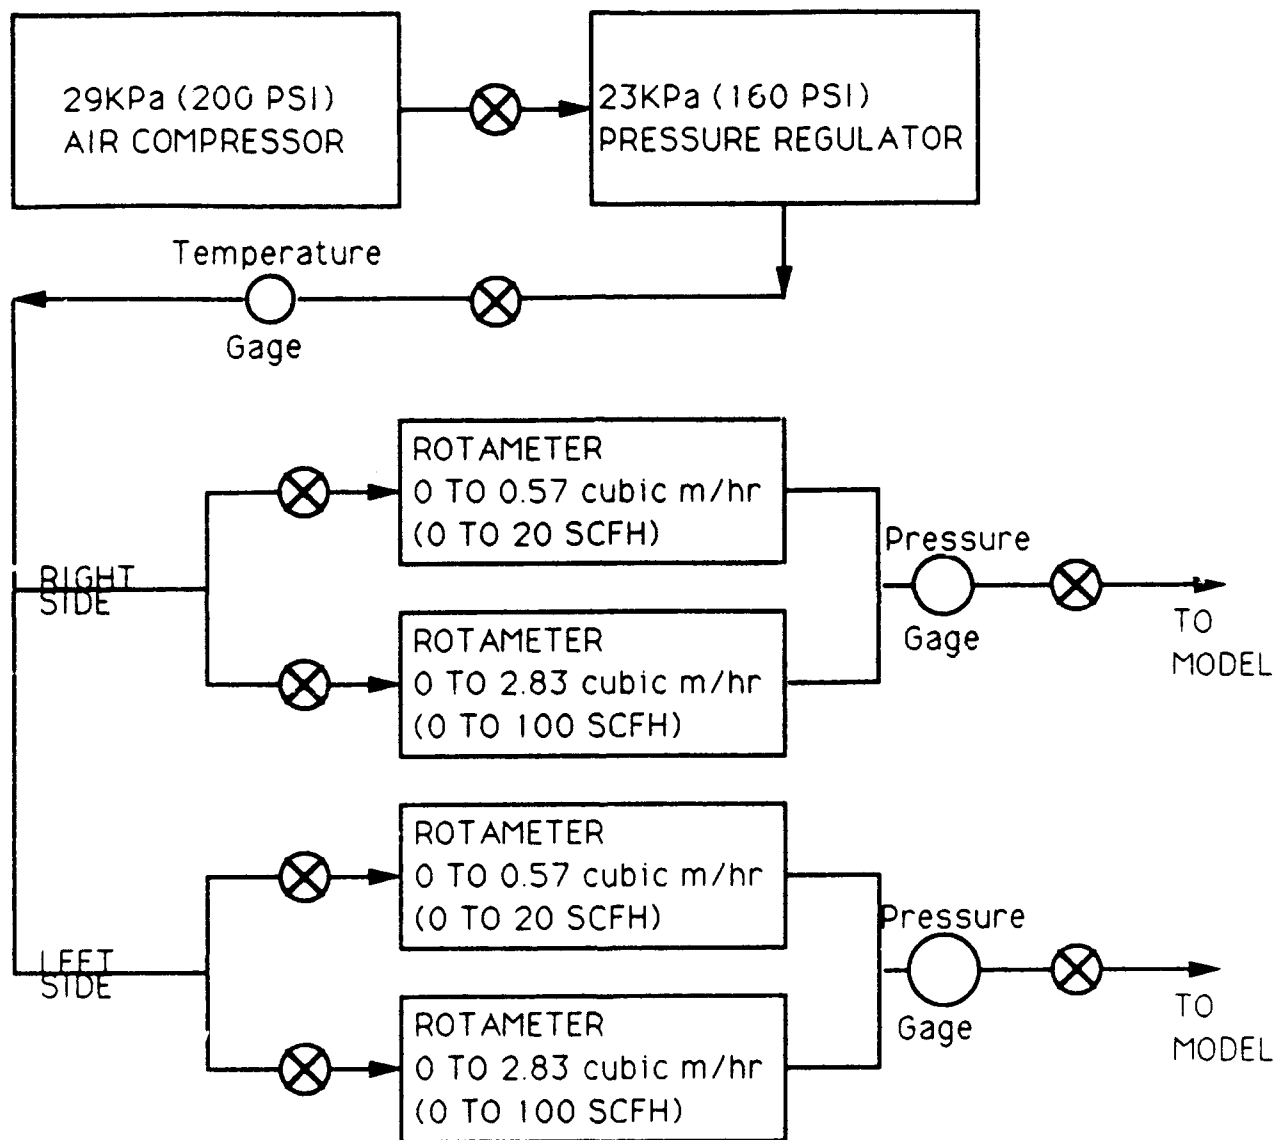 29KPa (200 PSI)
AIR COMPRESSOR
23KPa (160 PSI)
PRESSURE REGULATOR
Temperature
Gage
ROTAMETER
0 TO 0.57 cubic m/hr
(0 TO 20 SCFH)
Pressure
Gage
RIGHT
SIDE
TO
MODEL
ROTAMETER
0 TO 2.83 cubic m/hr
(0 TO 100 SCFH)
ROTAMETER
0 TO 0.57 cubic m/hr
(0 TO 20 SCFH)
Pressure
Gage
LEFT
SIDE
TO
MODEL
ROTAMETER
0 TO 2.83 cubic m/hr
(0 TO 100 SCFH)